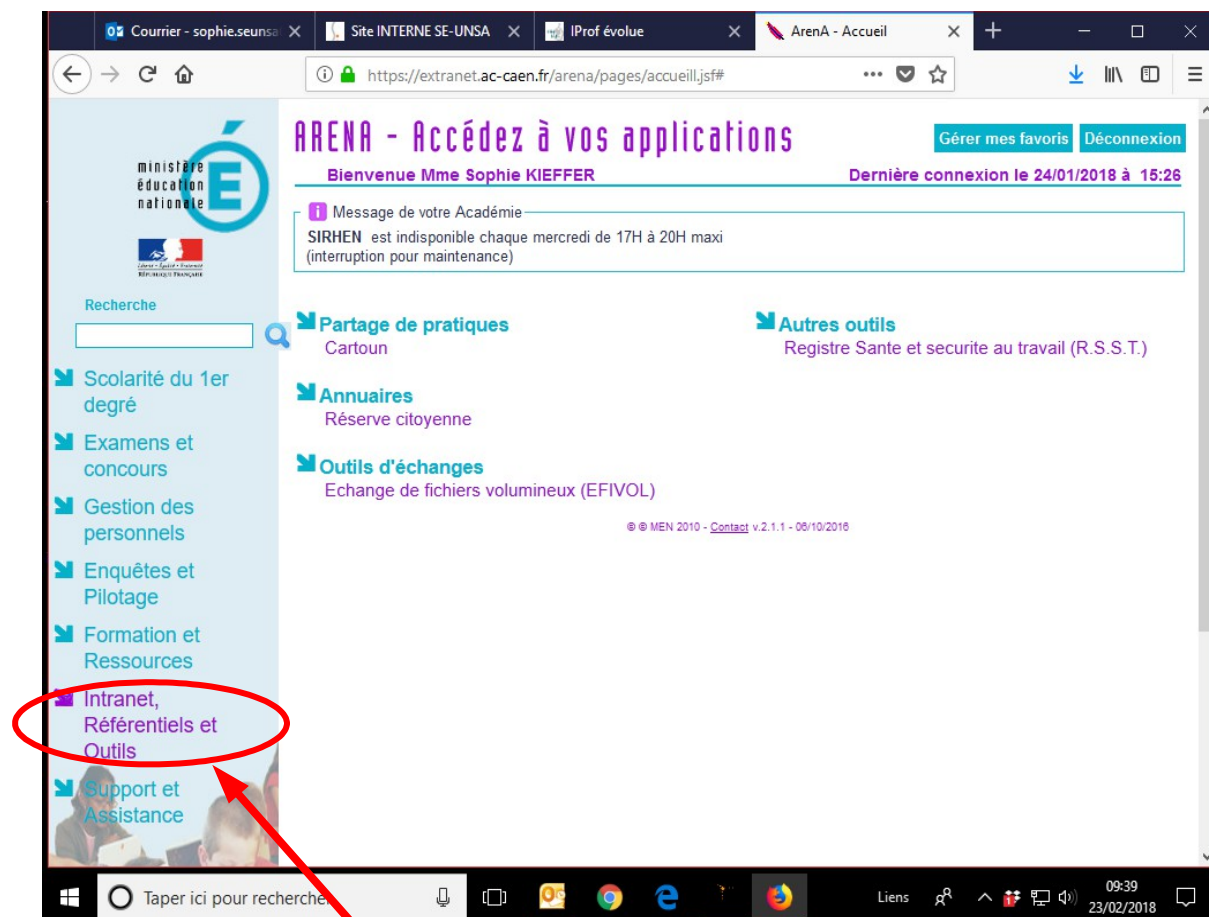 Courrier - sophie.seunsa
Site INTERNE SE-UNSA
IProf évolue
ArenA - Accueil
https://extranet.ac-caen.fr/arena/pages/accueill.jsf#
ministère
éducation
nationale
Liberté • Égalité • Fraternité
RÉPUBLIQUE FRANÇAISE
ARENA - Accédez à vos applications
Gérer mes favoris Déconnexion
Bienvenue Mme Sophie KIEFFER
Dernière connexion le 24/01/2018 à 15:26
Message de votre Académie
SIRHEN est indisponible chaque mercredi de 17H à 20H maxi
(interruption pour maintenance)
Recherche
Scolarité du 1er
degré
Examens et
concours
Gestion des
personnels
Enquêtes et
Pilotage
Formation et
Ressources
Intranet,
Référentiels et
Outils
Support et
Assistance
Partage de pratiques
Cartoun
Annuaires
Réserve citoyenne
Outils d'échanges
Echange de fichiers volumineux (EFIVOL)
Autres outils
Registre Sante et securite au travail (R.S.S.T.)
© © MEN 2010 - Contact v.2.1.1 - 06/10/2016
Taper ici pour rechercher
Liens
09:39
23/02/2018